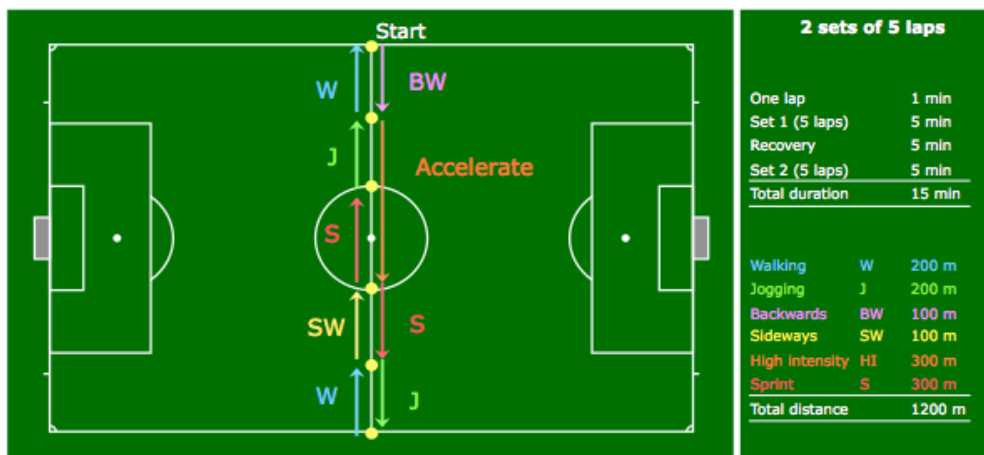 Start
W
BW
J
Accelerate
S
SW
S
W
J
2 sets of 5 laps
One lap 1 min
Set 1 (5 laps) 5 min
Recovery 5 min
Set 2 (5 laps) 5 min
Total duration 15 min
Walking W 200 m
Jogging J 200 m
Backwards BW 100 m
Sideways SW 100 m
High intensity HI 300 m
Sprint S 300 m
Total distance 1200 m